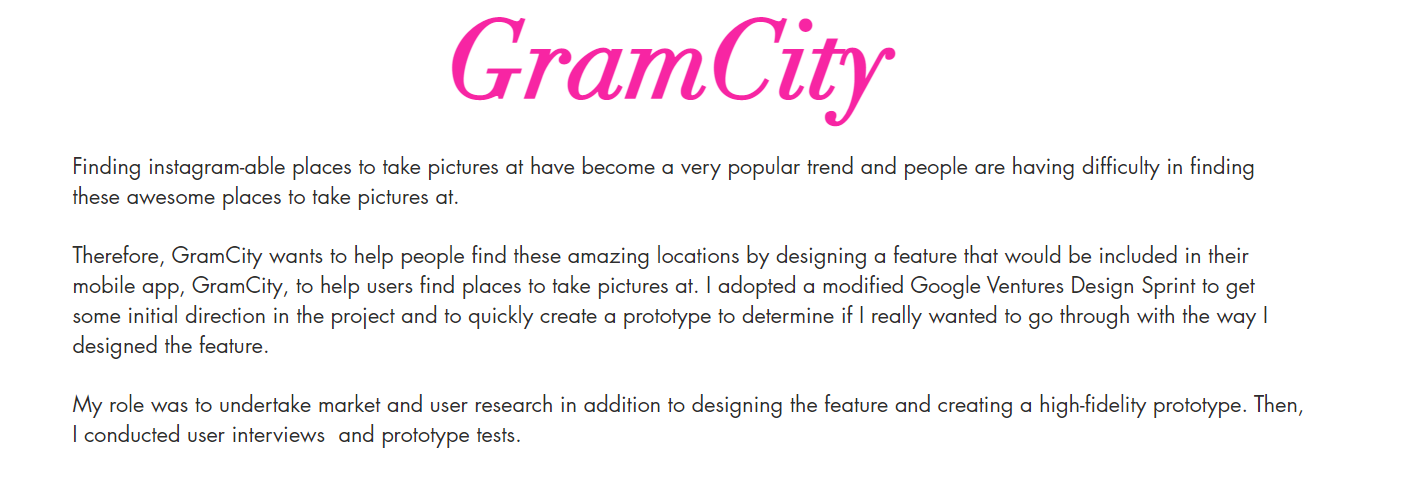 GramCity
Finding instagram-able places to take pictures at have become a very popular trend and people are having difficulty in finding
these awesome places to take pictures at.
Therefore, GramCity wants to help people find these amazing locations by designing a feature that would be included in their
mobile app, GramCity, to help users find places to take pictures at. I adopted a modified Google Ventures Design Sprint to get
some initial direction in the project and to quickly create a prototype to determine if I really wanted to go through with the way I
designed the feature.
My role was to undertake market and user research in addition to designing the feature and creating a high-fidelity prototype. Then,
I conducted user interviews  and prototype tests.